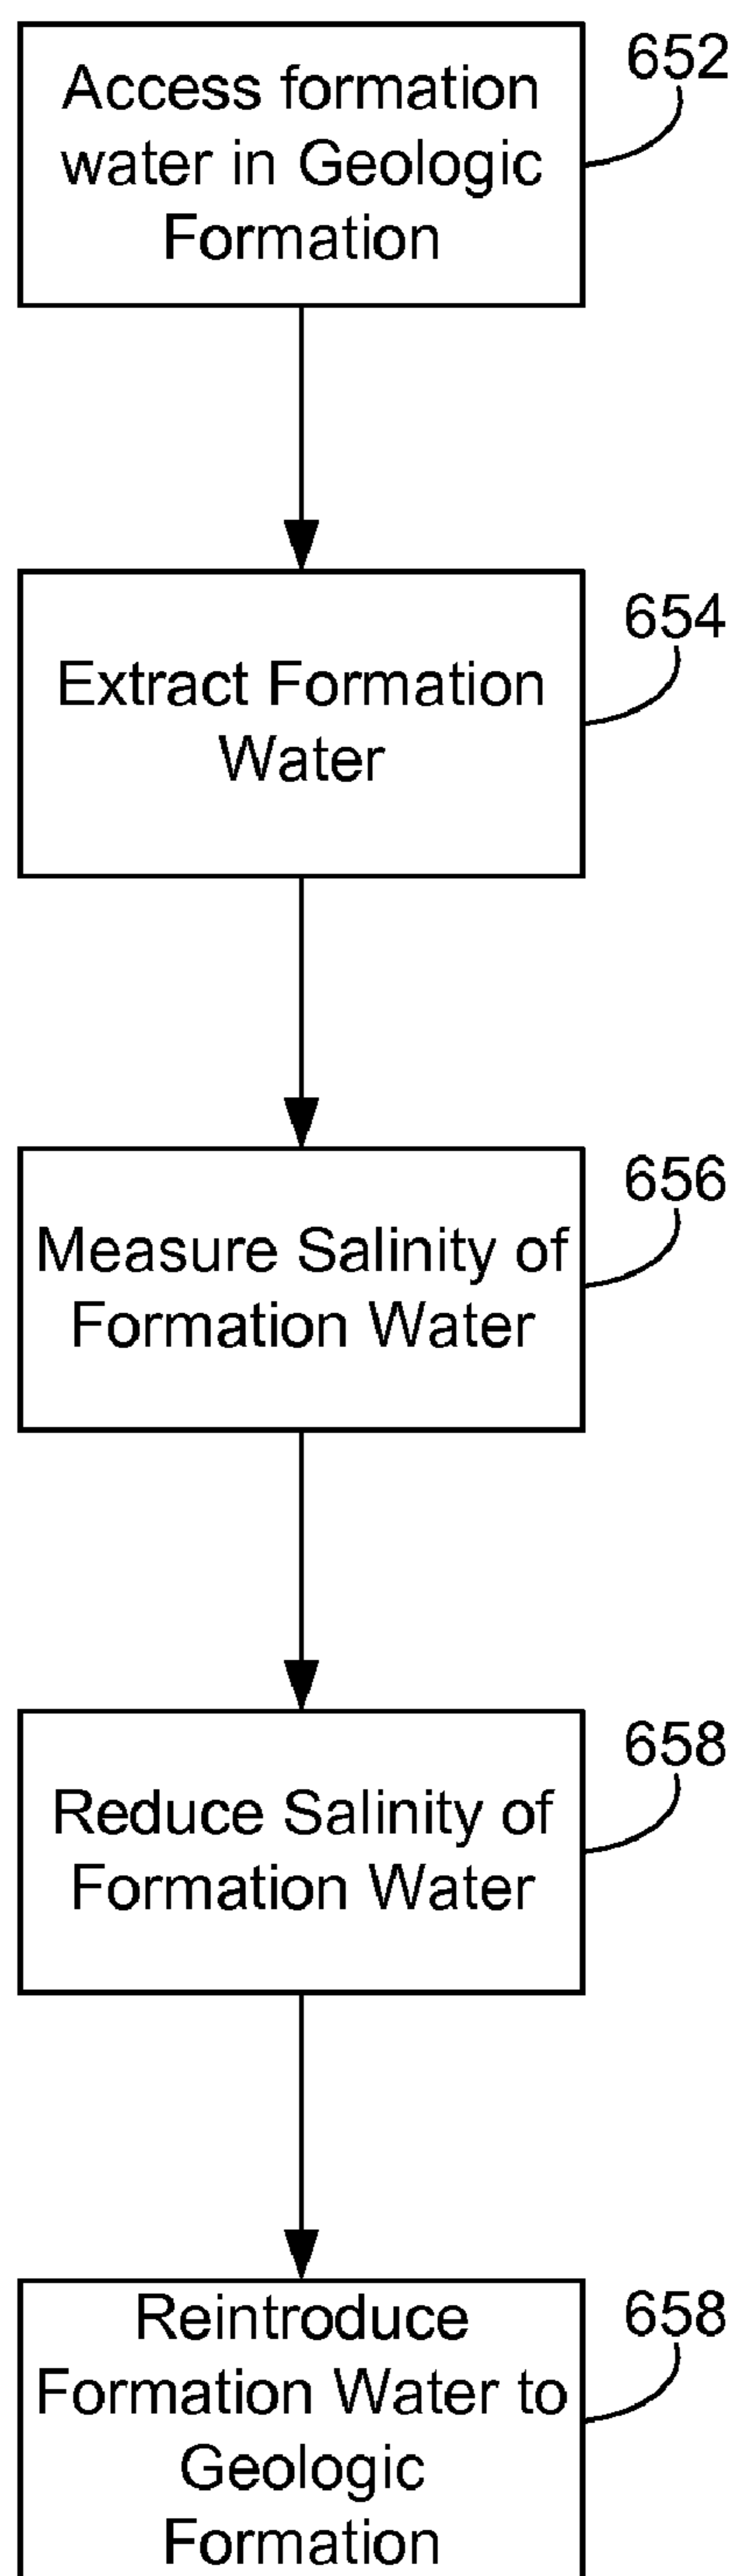 Access formation
water in Geologic
Formation
652
Extract Formation
Water
654
Measure Salinity of
Formation Water
656
Reduce Salinity of
Formation Water
658
Reintroduce
Formation Water to
Geologic
Formation
658